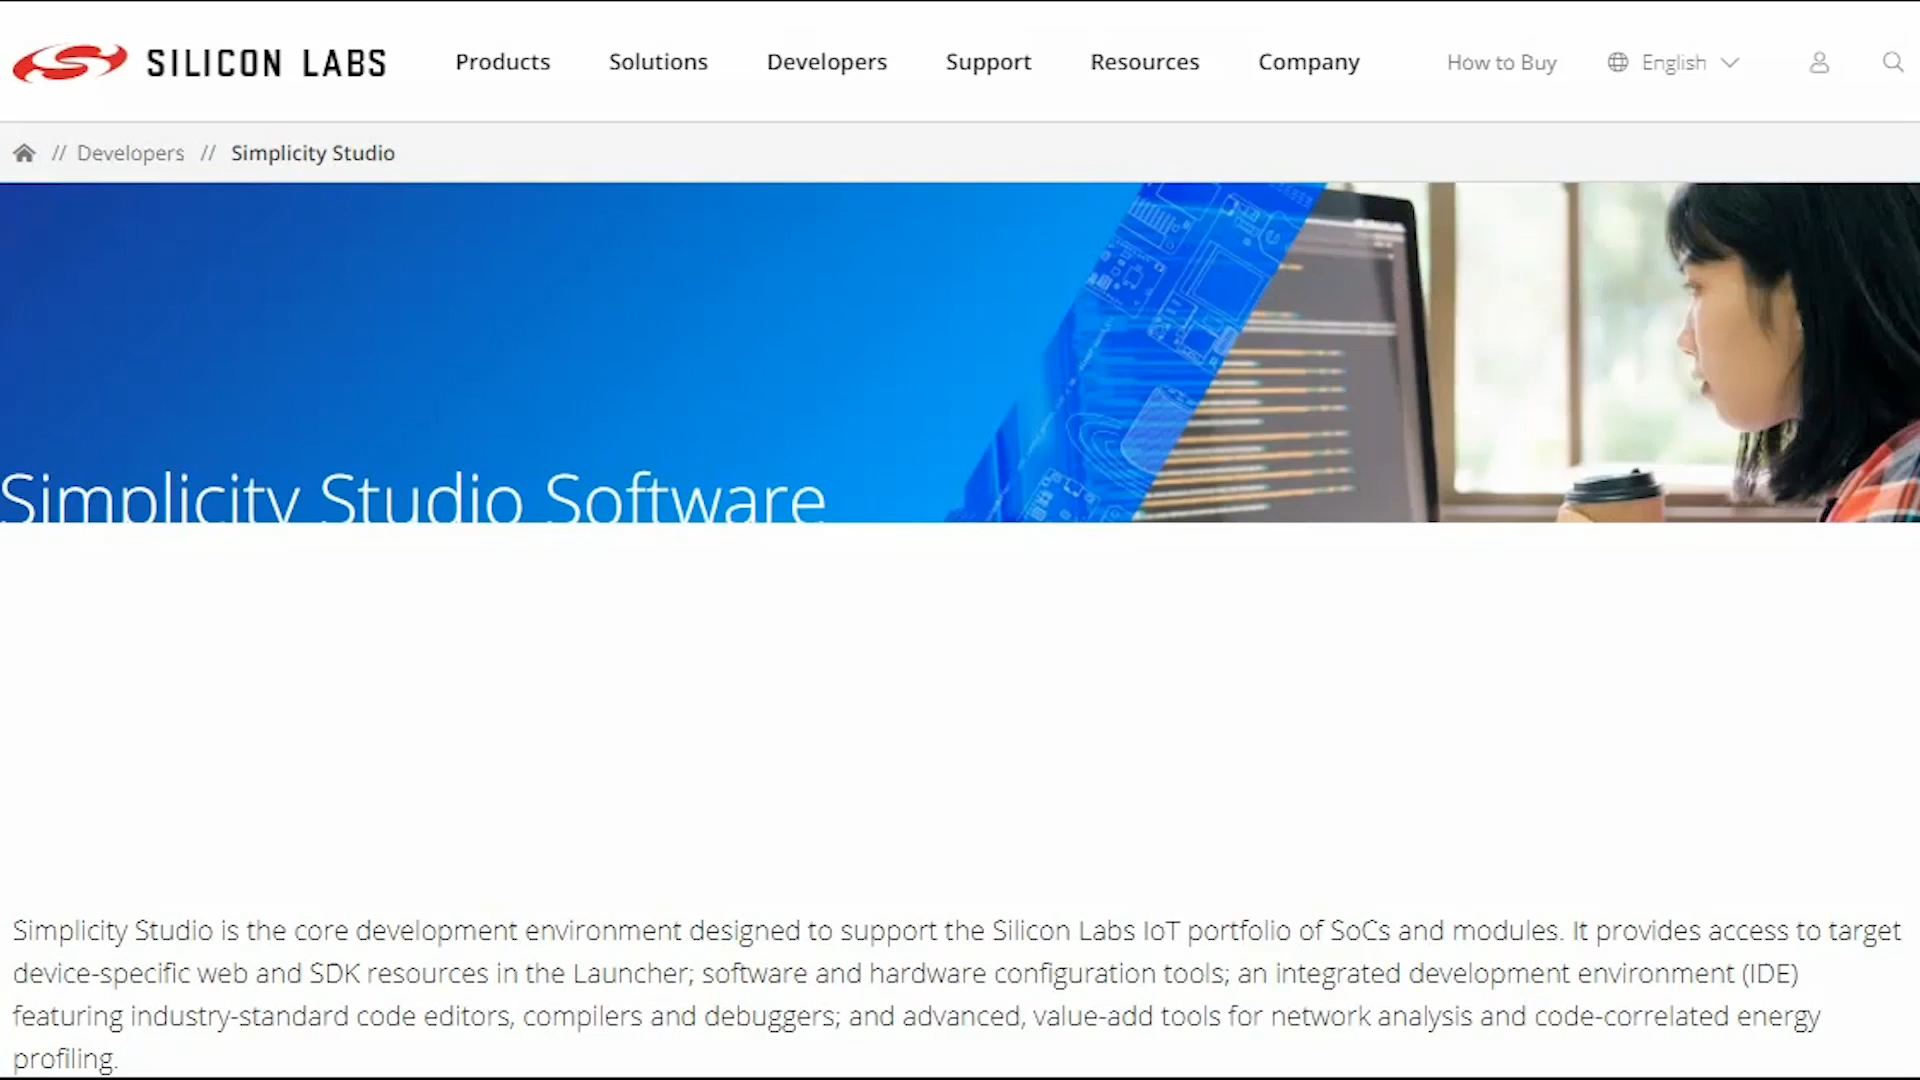 SILICON LABS Products Solutions Developers Support Resources Company How to Buy English
// Developers // Simplicity Studio
Simplicity Studio Software
Simplicity Studio is the core development environment designed to support the Silicon Labs IoT portfolio of SoCs and modules. It provides access to target
device-specific web and SDK resources in the Launcher; software and hardware configuration tools; an integrated development environment (IDE)
featuring industry-standard code editors, compilers and debuggers; and advanced, value-add tools for network analysis and code-correlated energy
profiling.